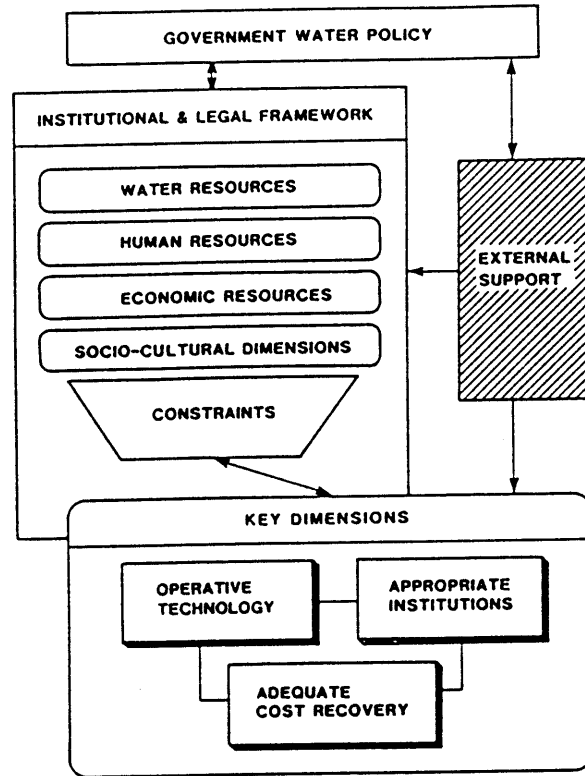 GOVERNMENT WATER POLICY
INSTITUTIONAL & LEGAL FRAMEWORK
WATER RESOURCES
HUMAN RESOURCES
ECONOMIC RESOURCES
SOCIO-CULTURAL DIMENSIONS
CONSTRAINTS
EXTERNAL
SUPPORT
KEY DIMENSIONS
OPERATIVE
TECHNOLOGY
APPROPRIATE
INSTITUTIONS
ADEQUATE
COST RECOVERY